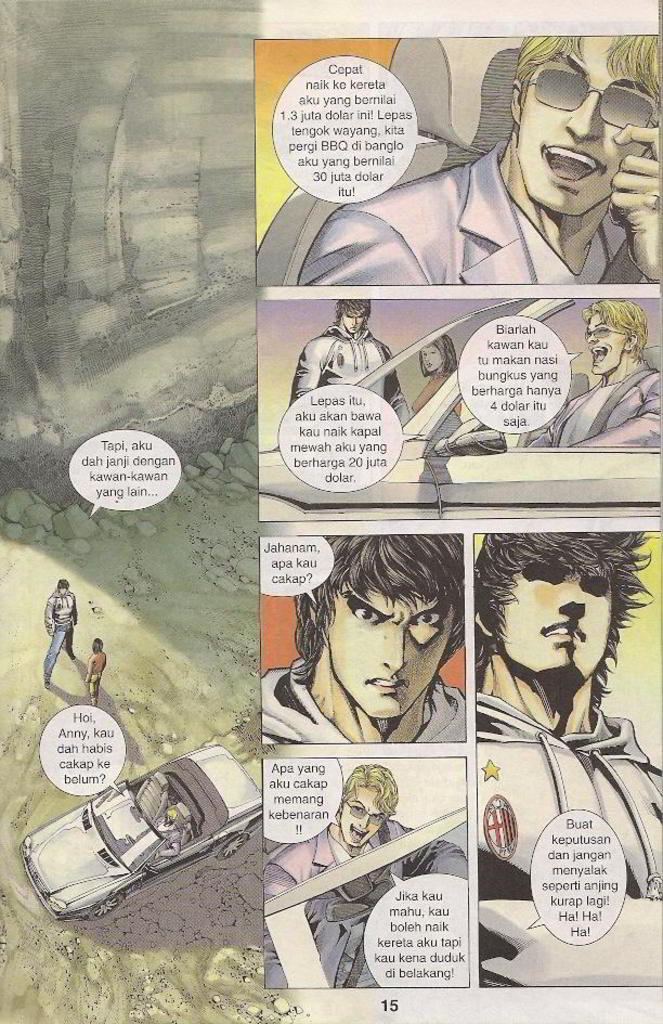 Tapi, aku
dah janji dengan
kawan-kawan
yang lain...
Hoi,
Anny, kau
dah habis
cakap ke
belum?
Cepat
naik ke kereta
aku yang bernilai
1.3 juta dolar ini! Lepas
tengok wayang, kita
pergi BBQ di banglo
aku yang bernilai
30 juta dolar
itu!
Biarlah
kawan kau
tu makan nasi
bungkus yang
berharga hanya
4 dolar itu
saja.
Lepas itu,
aku akan bawa
kau naik kapal
mewah aku yang
berharga 20 juta
dolar.
Jahanam,
apa kau
cakap?
Apa yang
aku cakap
memang
kebenaran
!!
Jika kau
mahu, kau
boleh naik
kereta aku tapi
kau kena duduk
di belakang!
Buat
keputusan
dan jangan
menyalak
seperti anjing
kurap lagi!
Ha! Ha!
Ha!
15